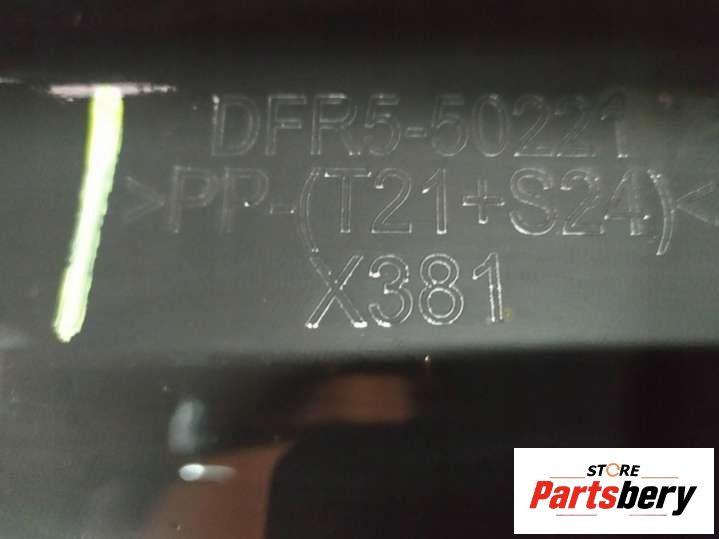 DFR5-50221
>PP-(T21+S24)<
X381
STORE
Partsbery